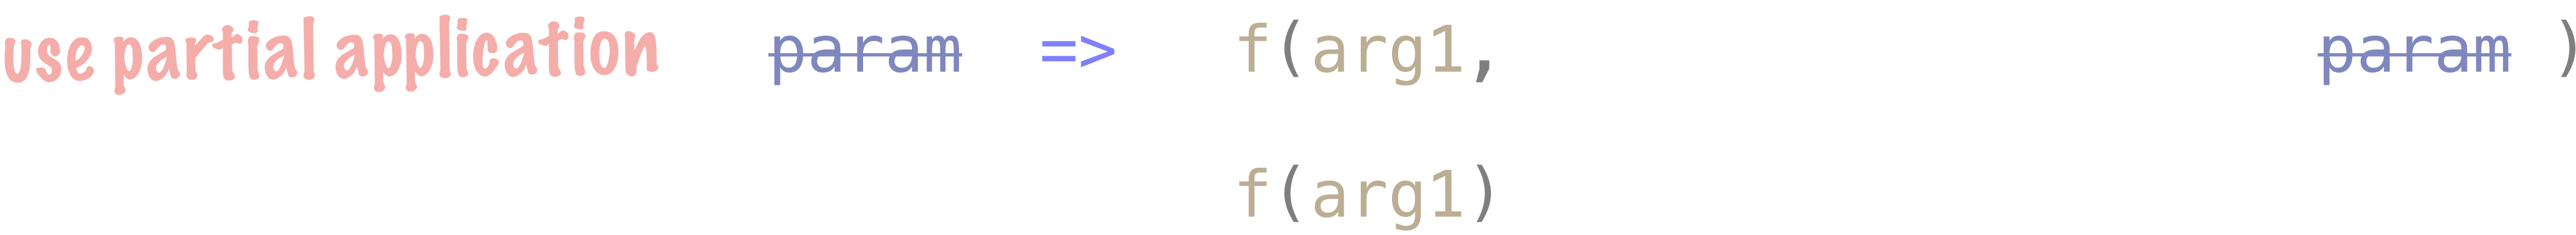 use partial application param => f(arg1, param )
f(arg1)